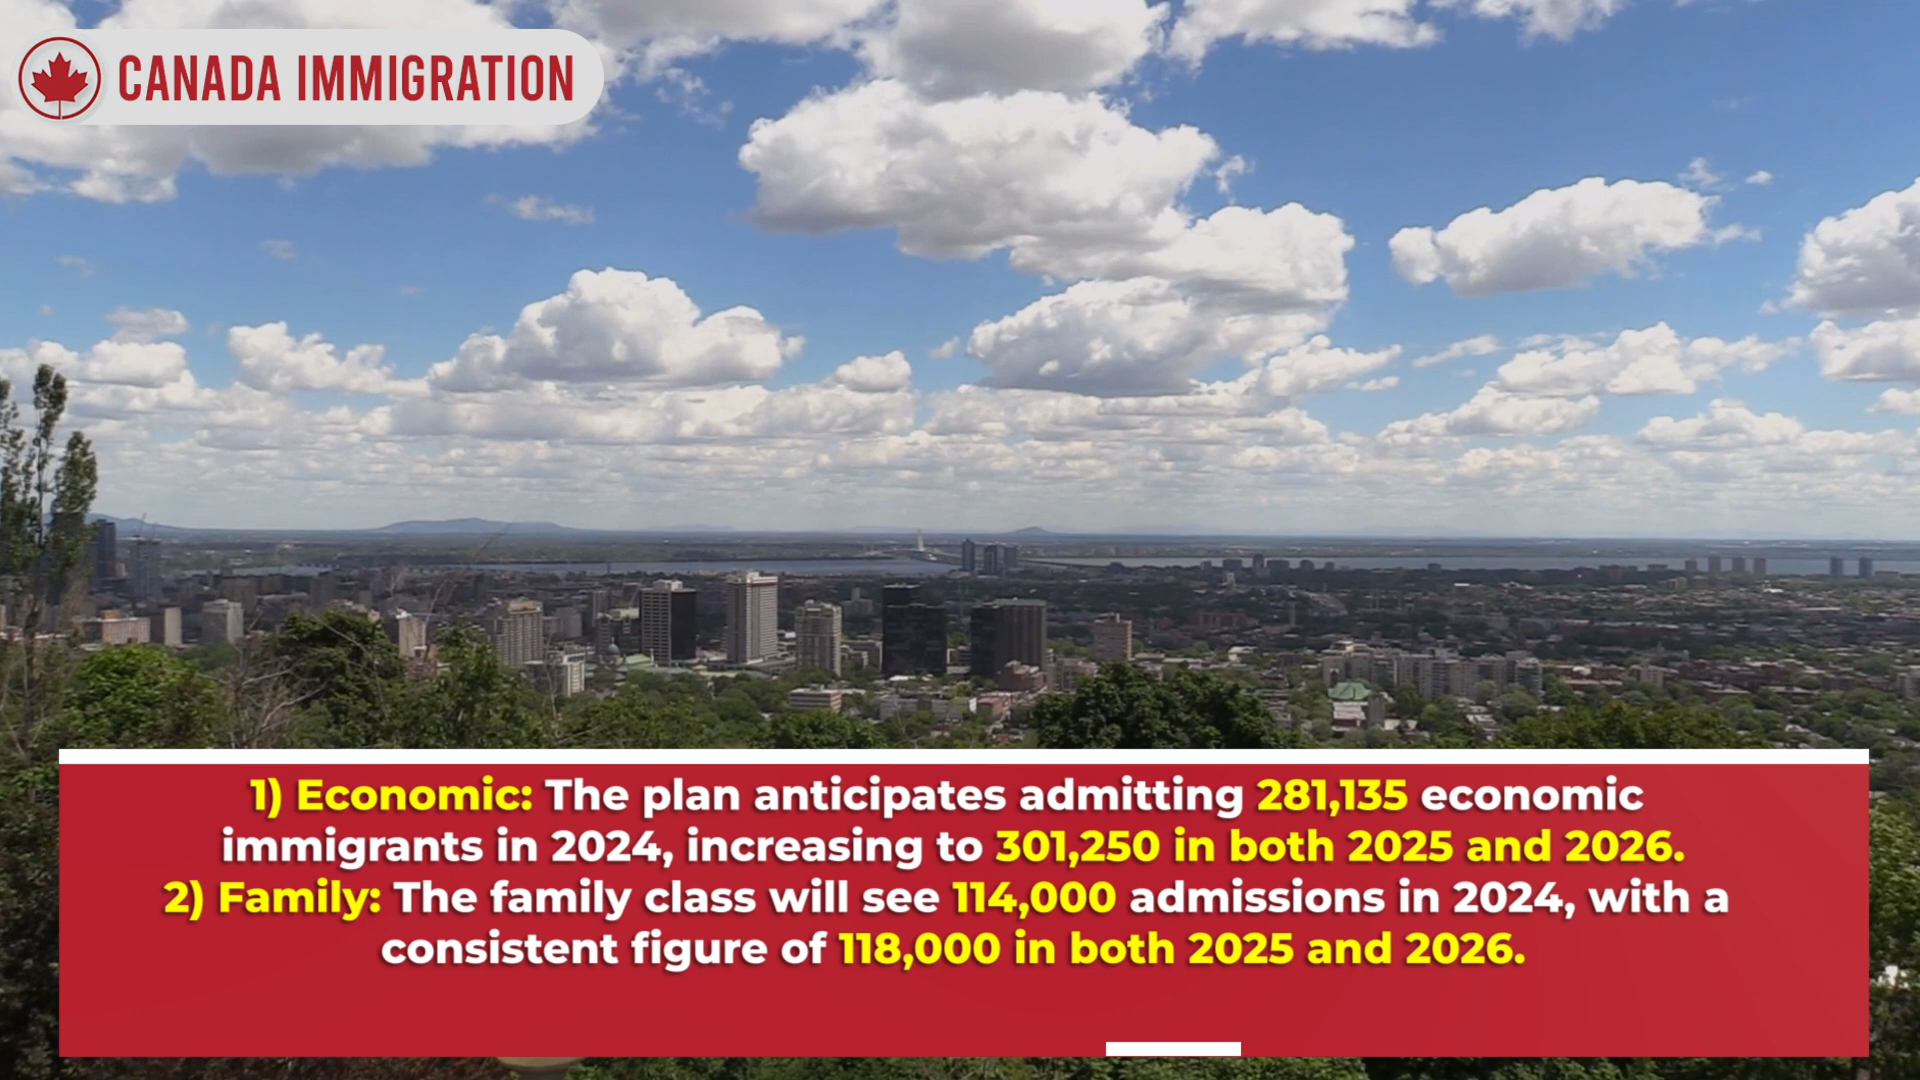 CANADA IMMIGRATION
1) Economic: The plan anticipates admitting 281,135 economic
immigrants in 2024, increasing to 301,250 in both 2025 and 2026.
2) Family: The family class will see 114,000 admissions in 2024, with a
consistent figure of 118,000 in both 2025 and 2026.